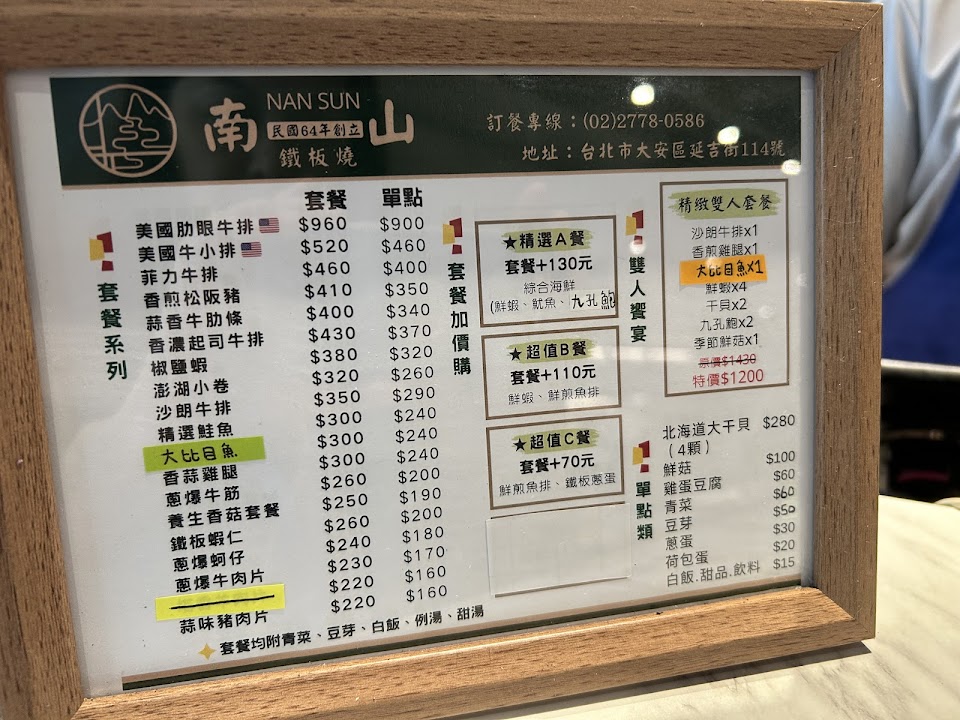 南山
NAN SUN
民國64年創立
鐵板燒
訂餐專線：(02)2778-0586
地址：台北市大安區延吉街114號
套餐系列
套餐 單點
美國肋眼牛排 $960 $900
美國牛小排 $520 $460
菲力牛排 $460 $400
香煎松阪豬 $410 $350
蒜香牛肋條 $400 $340
香濃起司牛排 $430 $370
椒鹽蝦 $380 $320
澎湖小卷 $320 $260
沙朗牛排 $350 $290
精選鮭魚 $300 $240
大比目魚 $300 $240
香蒜雞腿 $300 $240
蔥爆牛筋 $260 $200
養生香菇套餐 $250 $190
鐵板蝦仁 $260 $200
蔥爆蚵仔 $240 $180
蔥爆牛肉片 $230 $170
$220 $160
蒜味豬肉片 $220 $160
套餐均附青菜、豆芽、白飯、例湯、甜湯
套餐加價購
★精選A餐
套餐+130元
綜合海鮮
(鮮蝦、魷魚、九孔鮑
★超值B餐
套餐+110元
鮮蝦、鮮煎魚排
★超值C餐
套餐+70元
鮮煎魚排、鐵板蔥蛋
雙人饗宴
精緻雙人套餐
沙朗牛排x1
香煎雞腿x1
大比目魚x1
鮮蝦x4
干貝x2
九孔鮑x2
季節鮮菇x1
原價$1430
特價$1200
單點類
北海道大干貝 $280
(4顆)
鮮菇 $100
雞蛋豆腐 $60
青菜 $60
豆芽 $50
蔥蛋 $30
荷包蛋 $20
白飯.甜品.飲料 $15